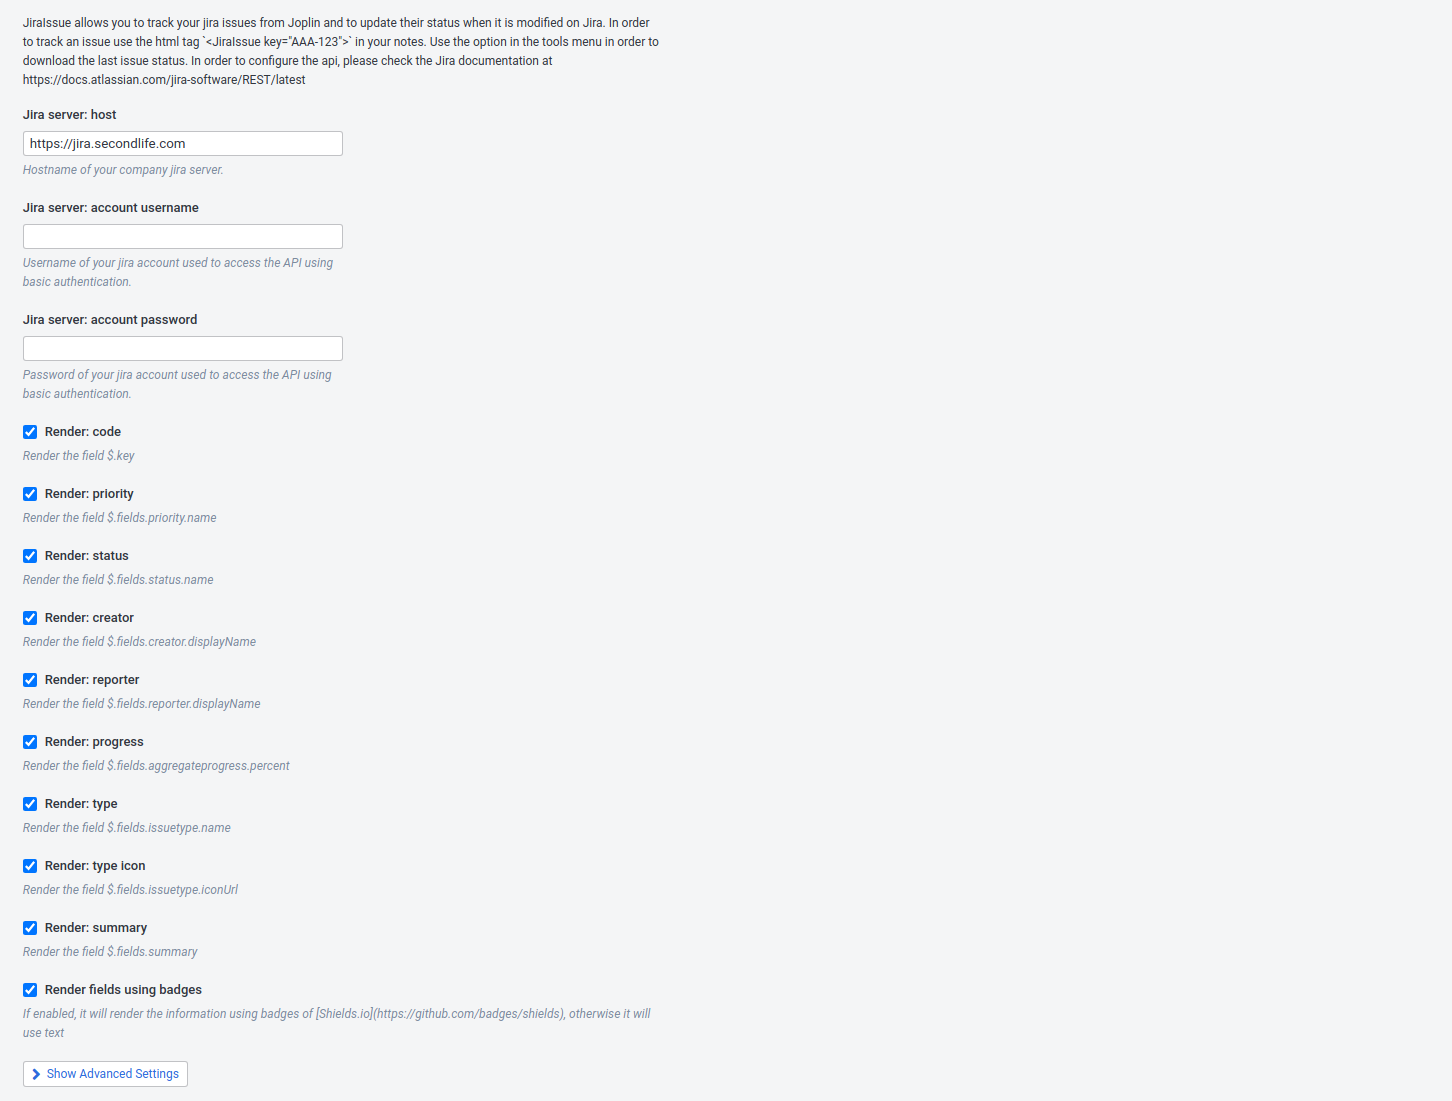 JiraIssue allows you to track your jira issues from Joplin and to update their status when it is modified on Jira. In order
to track an issue use the html tag `<JiraIssue key="AAA-123">` in your notes. Use the option in the tools menu in order to
download the last issue status. In order to configure the api, please check the Jira documentation at
https://docs.atlassian.com/jira-software/REST/latest
Jira server: host
https://jira.secondlife.com
Hostname of your company jira server.
Jira server: account username
Username of your jira account used to access the API using
basic authentication.
Jira server: account password
Password of your jira account used to access the API using
basic authentication.
Render: code
Render the field $.key
Render: priority
Render the field $.fields.priority.name
Render: status
Render the field $.fields.status.name
Render: creator
Render the field $.fields.creator.displayName
Render: reporter
Render the field $.fields.reporter.displayName
Render: progress
Render the field $.fields.aggregateprogress.percent
Render: type
Render the field $.fields.issuetype.name
Render: type icon
Render the field $.fields.issuetype.iconUrl
Render: summary
Render the field $.fields.summary
Render fields using badges
If enabled, it will render the information using badges of [Shields.io](https://github.com/badges/shields), otherwise it will
use text
Show Advanced Settings